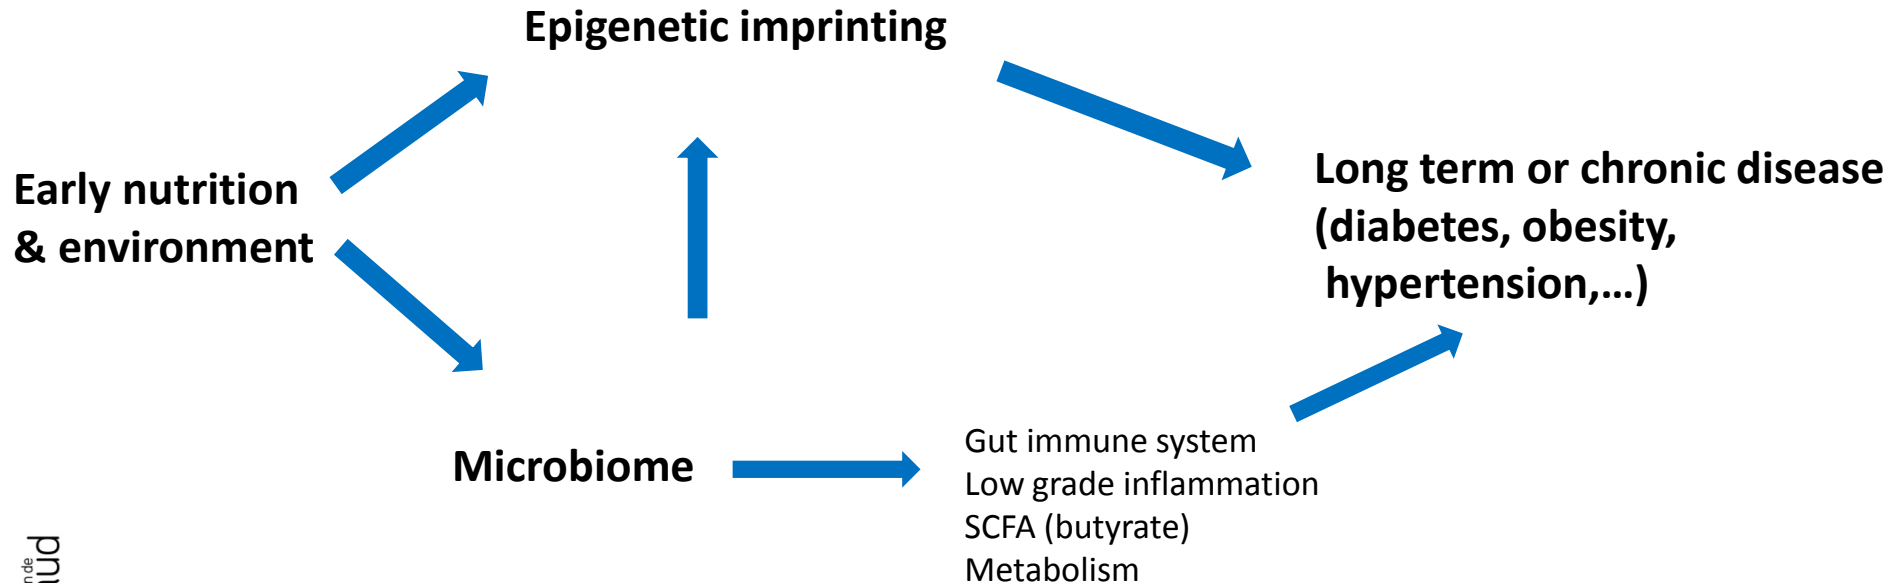 Epigenetic imprinting
Early nutrition
& environment
Long term or chronic disease
(diabetes, obesity,
hypertension,…)
Microbiome
Gut immune system
Low grade inflammation
SCFA (butyrate)
Metabolism